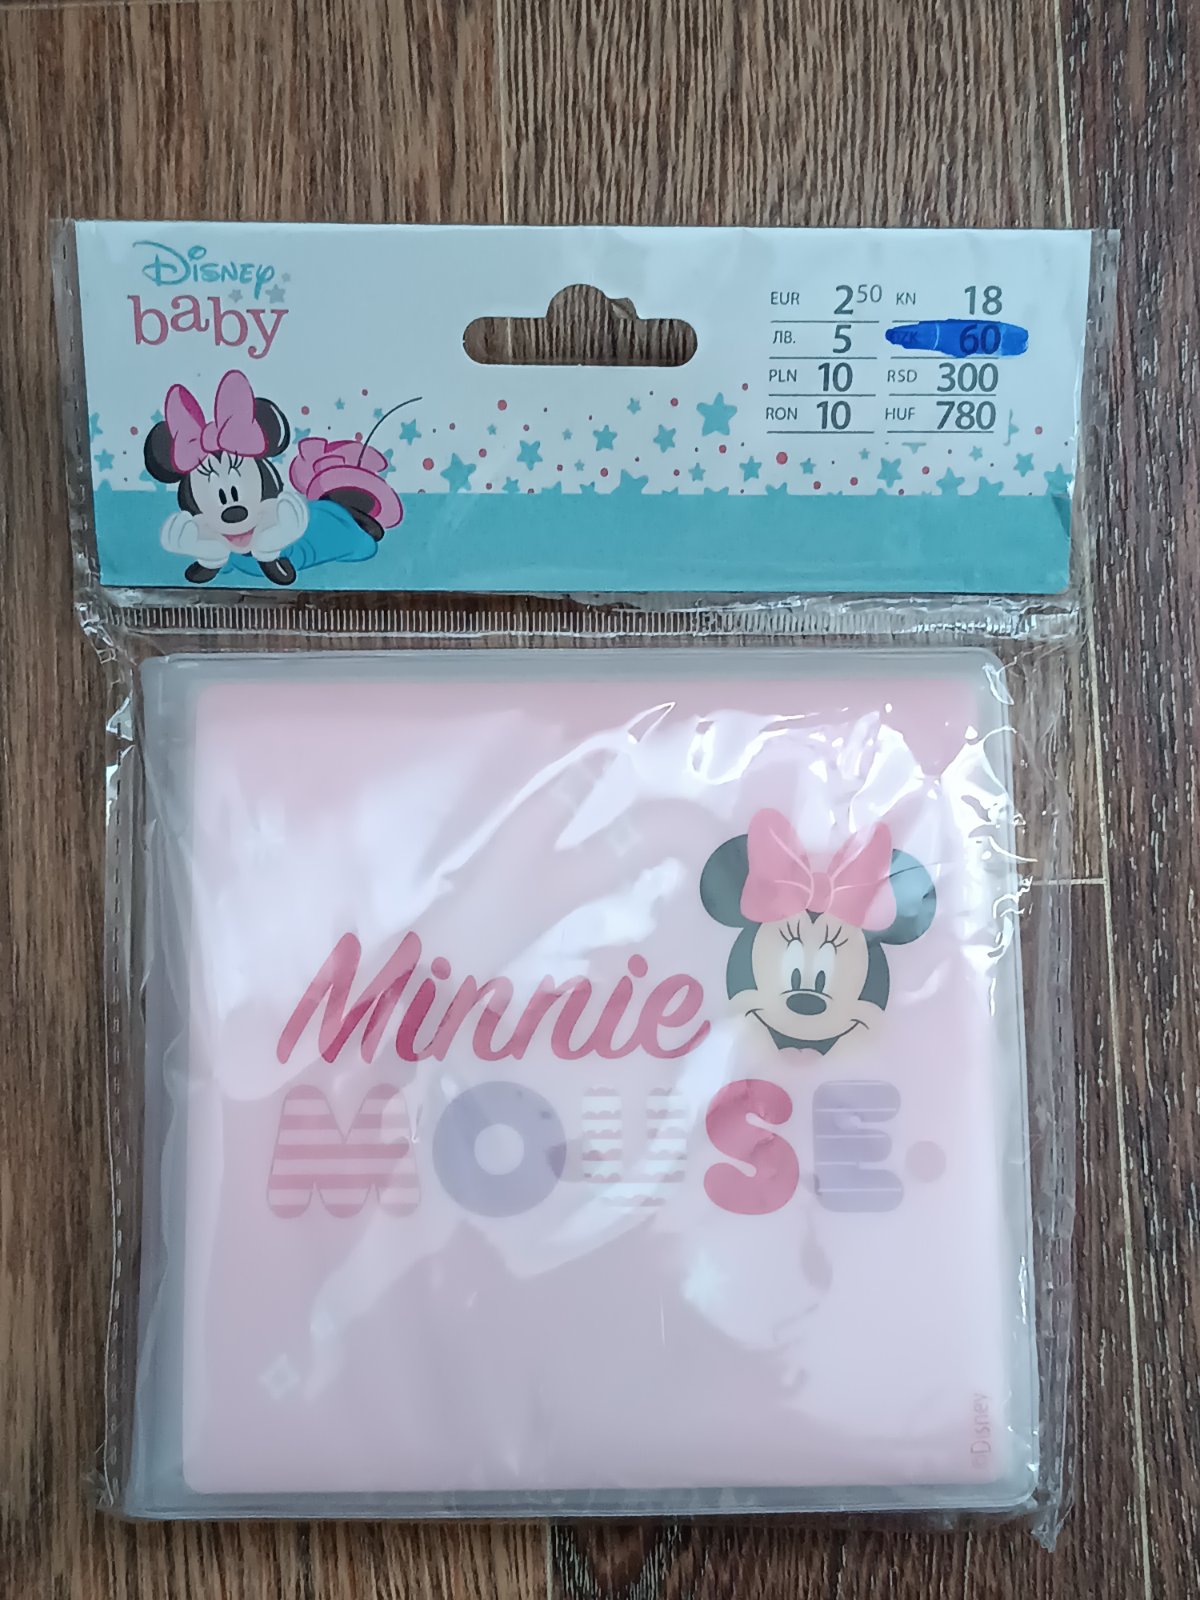 Disney
baby
EUR 2 50 KN 18
ЛВ. 5 CZK 60
PLN 10 RSD 300
RON 10 HUF 780
Minnie
MOUSE.
©Disney